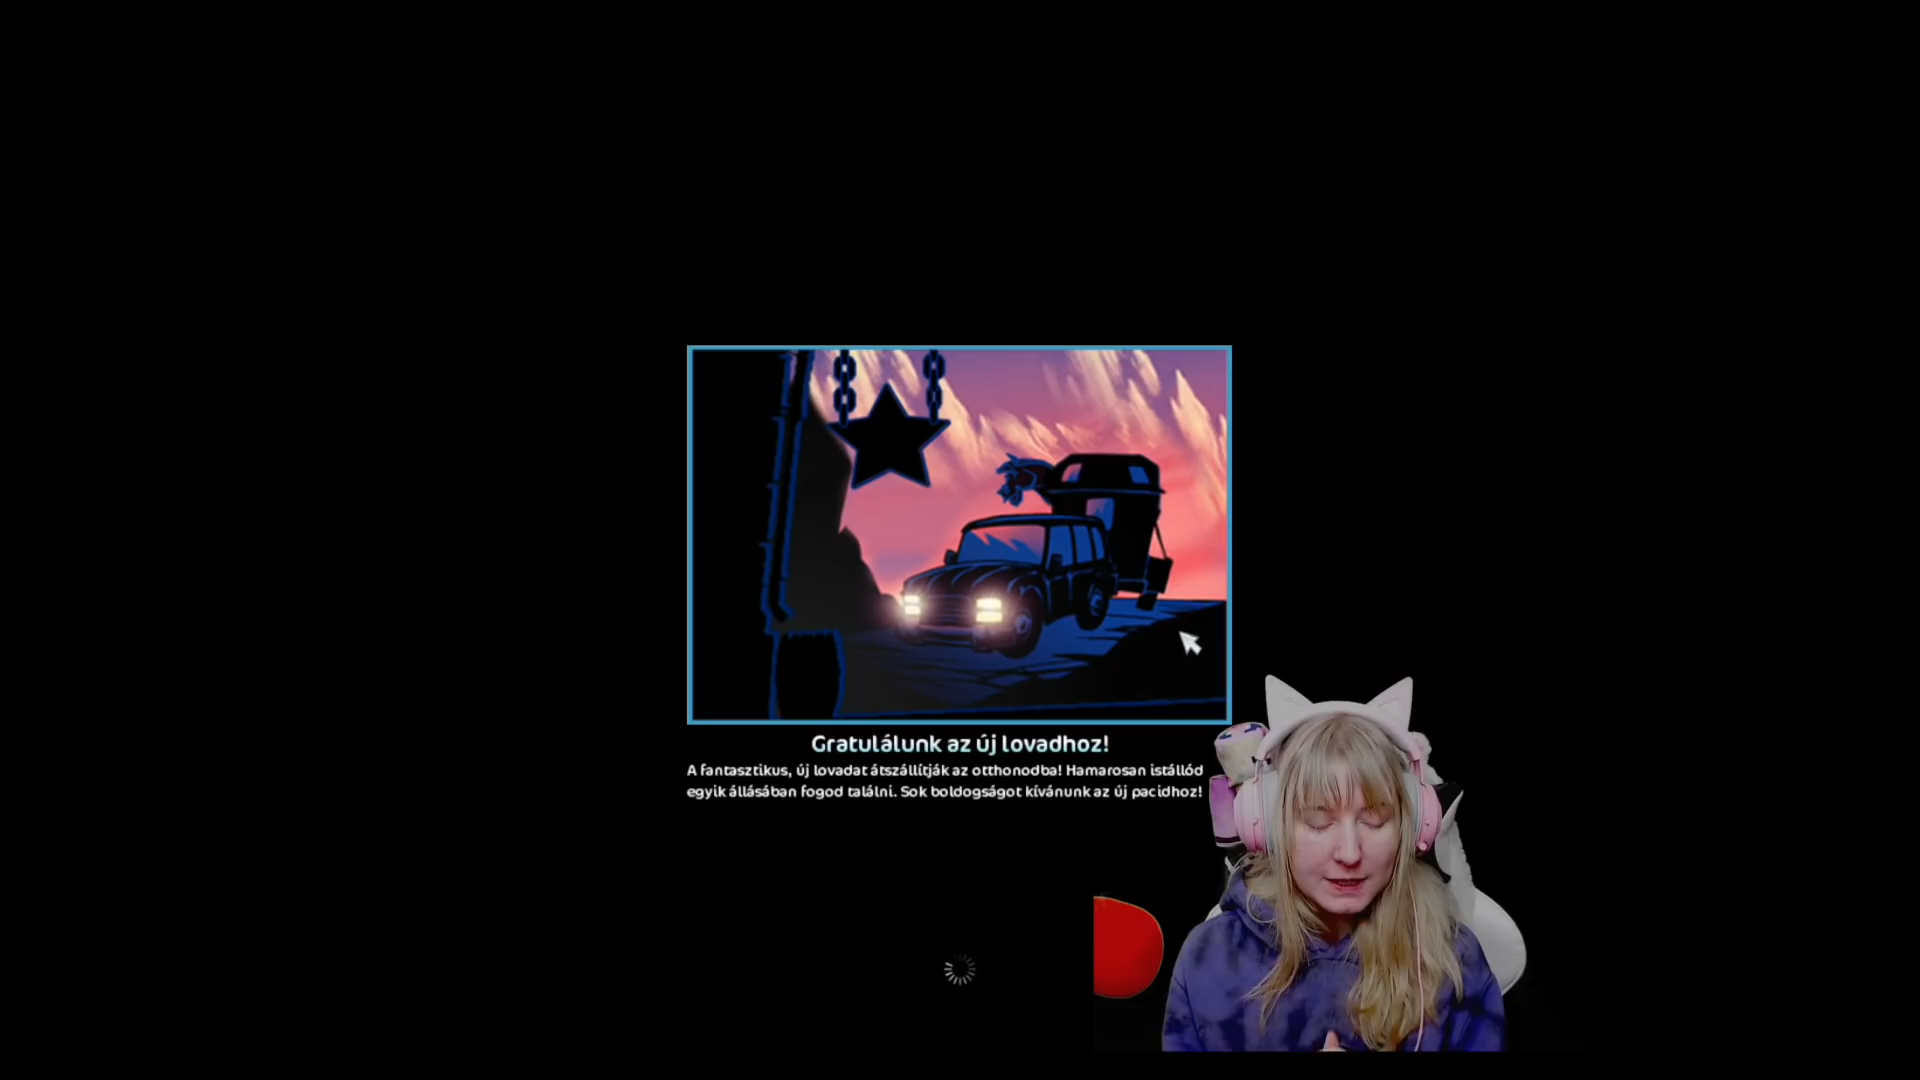 Gratulálunk az új lovadhoz!
A fantasztikus, új lovadat átszállítják az otthonodba! Hamarosan istállód
egyik állásában fogod találni. Sok boldogságot kívánunk az új pacidhoz!